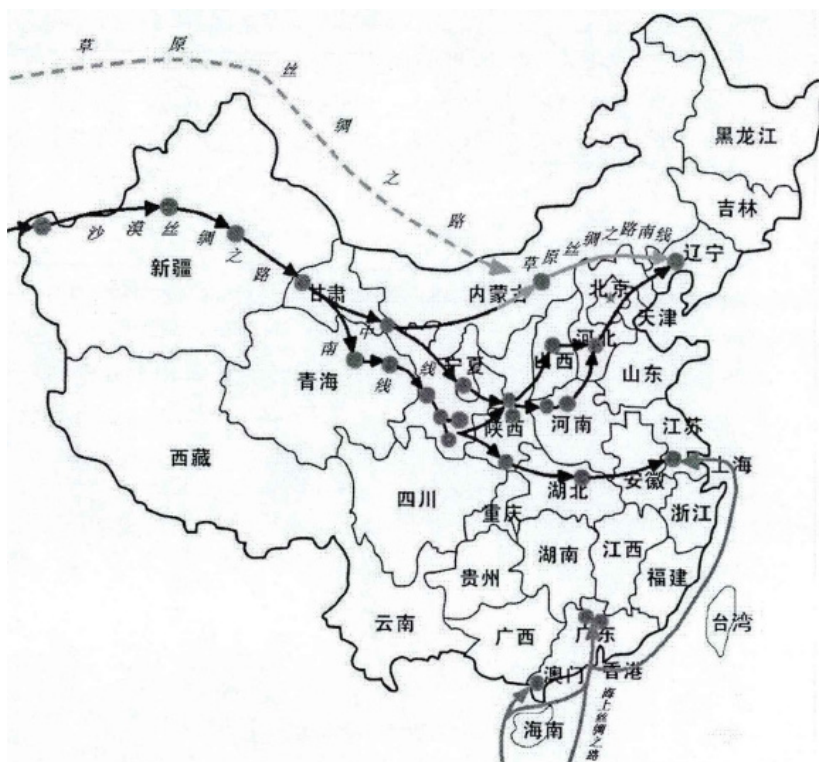 草原丝绸之路
黑龙江
吉林
沙漠丝绸之路
草原丝绸之路南线
辽宁
新疆
甘肃
内蒙古
北京
天津
中线
南线
宁夏
山西
河北
青海
山东
陕西
河南
江苏
西藏
四川
湖北
安徽
上海
重庆
浙江
湖南
江西
贵州
福建
云南
广西
广东
台湾
澳门
香港
海南
海上丝绸之路